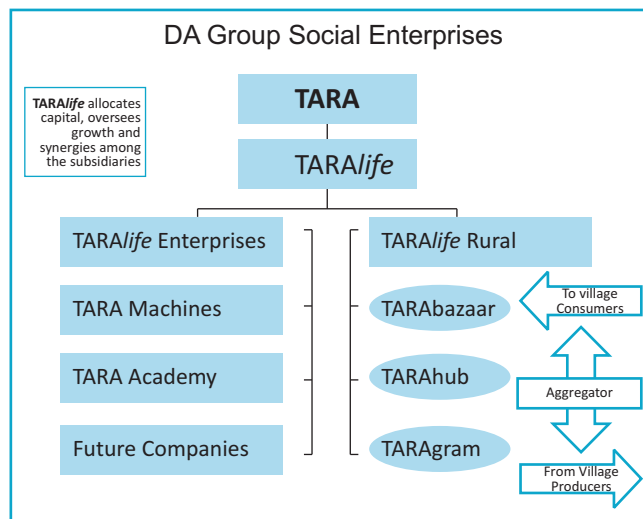 DA Group Social Enterprises
TARA
TARAlife allocates
capital, oversees
growth and
synergies among
the subsidiaries
TARAlife
TARAlife Enterprises
TARAlife Rural
TARA Machines
TARAbazaar
To village
Consumers
TARA Academy
TARAhub
Aggregator
Future Companies
TARAgram
From Village
Producers